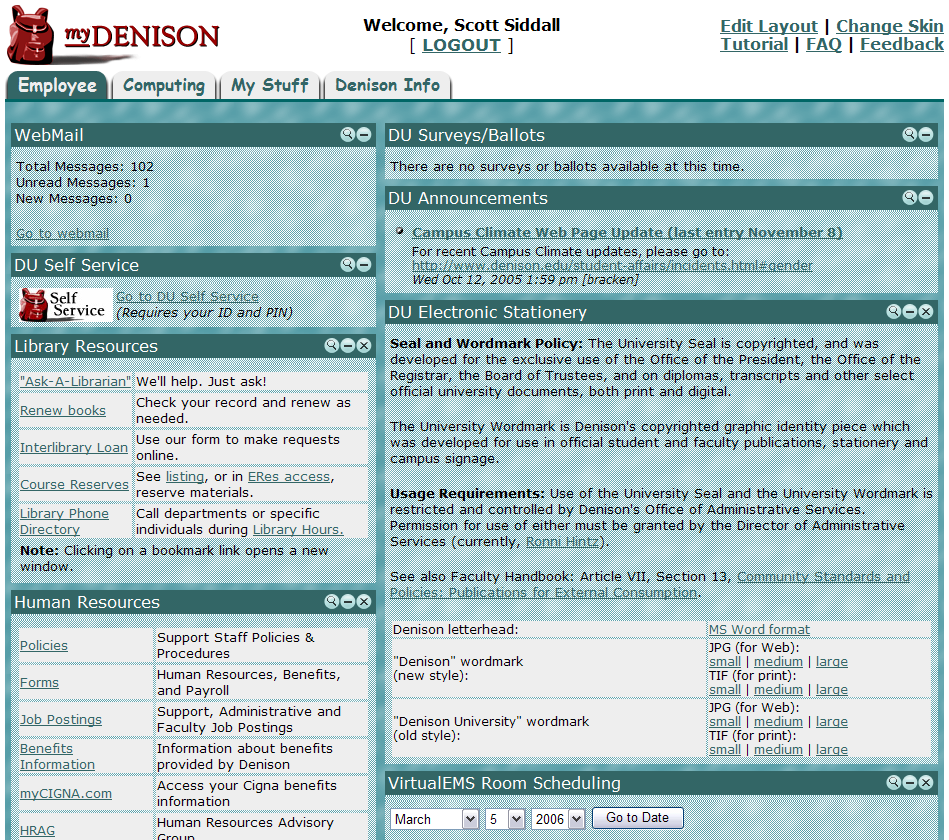 myDENISON
Welcome, Scott Siddall
[ LOGOUT ]
Edit Layout | Change Skin
Tutorial | FAQ | Feedback
Employee
Computing
My Stuff
Denison Info
WebMail
Total Messages: 102
Unread Messages: 1
New Messages: 0
Go to webmail
DU Self Service
Self
Service
Go to DU Self Service
(Requires your ID and PIN)
Library Resources
"Ask-A-Librarian" We'll help. Just ask!
Renew books
Check your record and renew as
needed.
Interlibrary Loan
Use our form to make requests
online.
Course Reserves
See listing, or in ERes access,
reserve materials.
Library Phone
Directory
Call departments or specific
individuals during Library Hours.
Note: Clicking on a bookmark link opens a new
window.
Human Resources
Policies
Support Staff Policies &
Procedures
Forms
Human Resources, Benefits,
and Payroll
Job Postings
Support, Administrative and
Faculty Job Postings
Benefits
Information
Information about benefits
provided by Denison
myCIGNA.com
Access your Cigna benefits
information
HRAG
Human Resources Advisory
Group
DU Surveys/Ballots
There are no surveys or ballots available at this time.
DU Announcements
Campus Climate Web Page Update (last entry November 8)
For recent Campus Climate updates, please go to:
http://www.denison.edu/student-affairs/incidents.html#gender
Wed Oct 12, 2005 1:59 pm [bracken]
DU Electronic Stationery
Seal and Wordmark Policy: The University Seal is copyrighted, and was
developed for the exclusive use of the Office of the President, the Office of the
Registrar, the Board of Trustees, and on diplomas, transcripts and other select
official university documents, both print and digital.
The University Wordmark is Denison's copyrighted graphic identity piece which
was developed for use in official student and faculty publications, stationery and
campus signage.
Usage Requirements: Use of the University Seal and the University Wordmark is
restricted and controlled by Denison's Office of Administrative Services.
Permission for use of either must be granted by the Director of Administrative
Services (currently, Ronni Hintz).
See also Faculty Handbook: Article VII, Section 13, Community Standards and
Policies: Publications for External Consumption.
Denison letterhead: MS Word format
"Denison" wordmark
(new style):
JPG (for Web):
small | medium | large
TIF (for print):
small | medium | large
"Denison University" wordmark
(old style):
JPG (for Web):
small | medium | large
TIF (for print):
small | medium | large
VirtualEMS Room Scheduling
March 5 2006 Go to Date